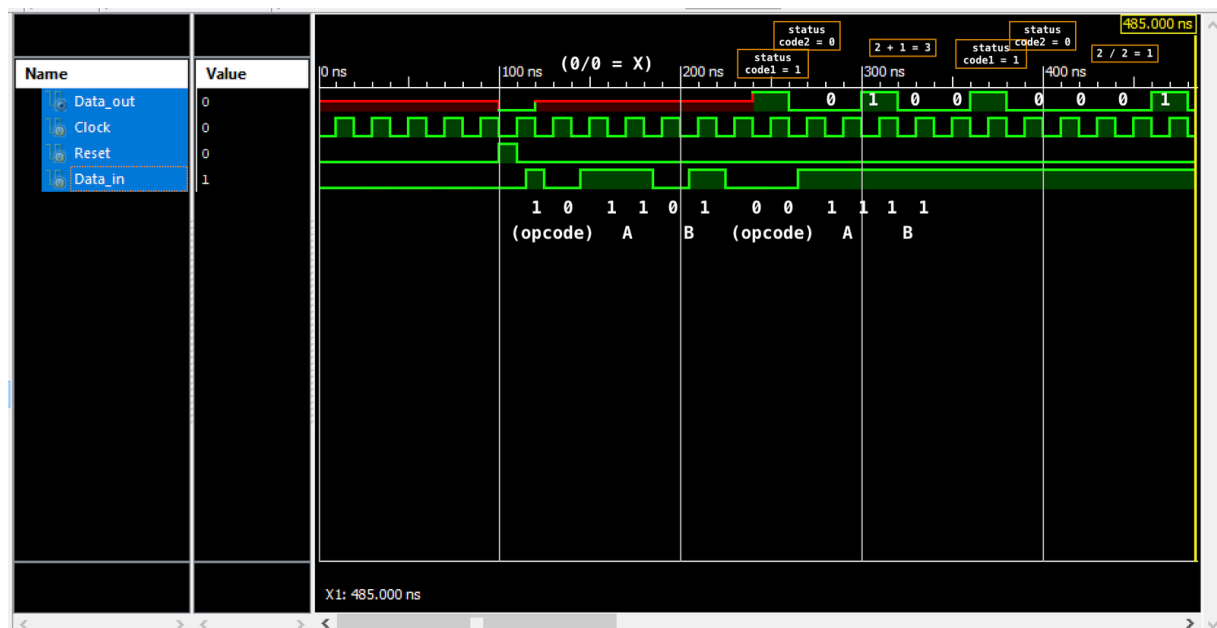 485.000 ns
status
code2 = 0
status
code2 = 0
2 + 1 = 3
status
code1 = 1
2 / 2 = 1
(0/0 = X)
status
code1 = 1
Name
Value
0 ns
100 ns
200 ns
300 ns
400 ns
Data_out
0
0 1 0 0 0 0 0 1
Clock
0
Reset
0
Data_in
1
1 0 1 1 0 1 0 0 1 1 1 1
(opcode) A B (opcode) A B
X1: 485.000 ns